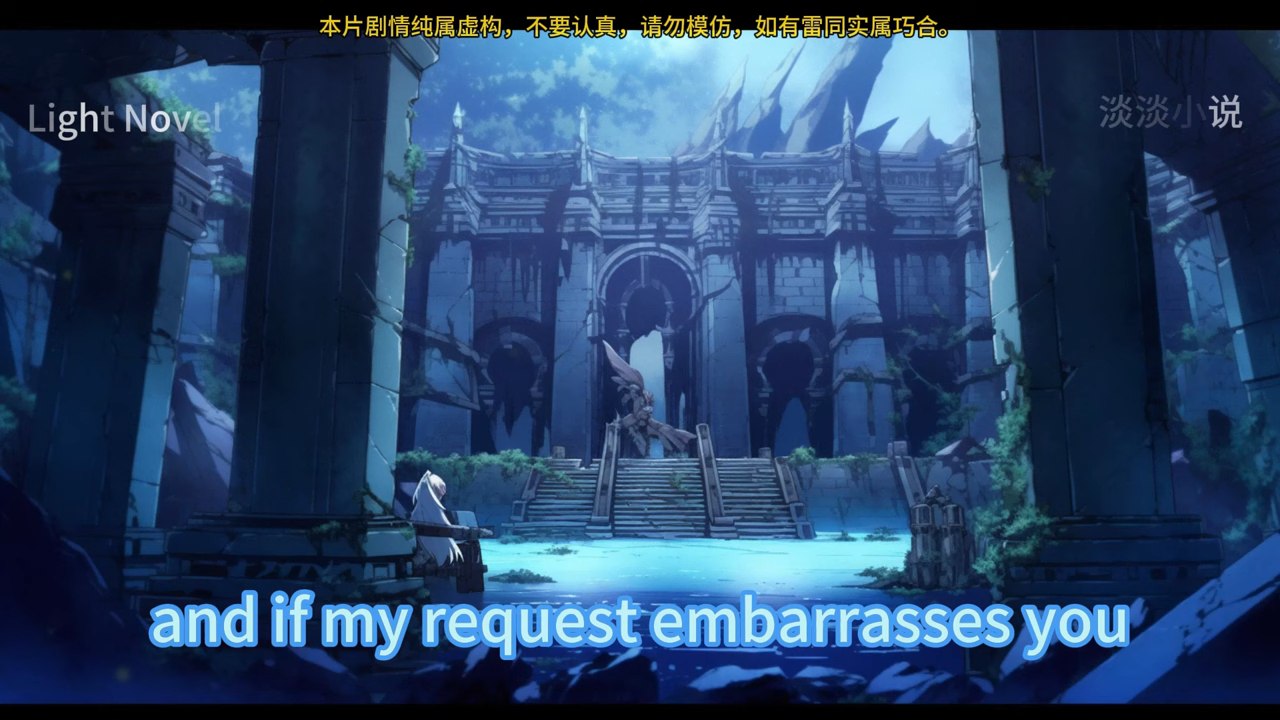 本片剧情纯属虚构，不要认真，请勿模仿，如有雷同实属巧合。
Light Novel
淡淡小说
and if my request embarrasses you